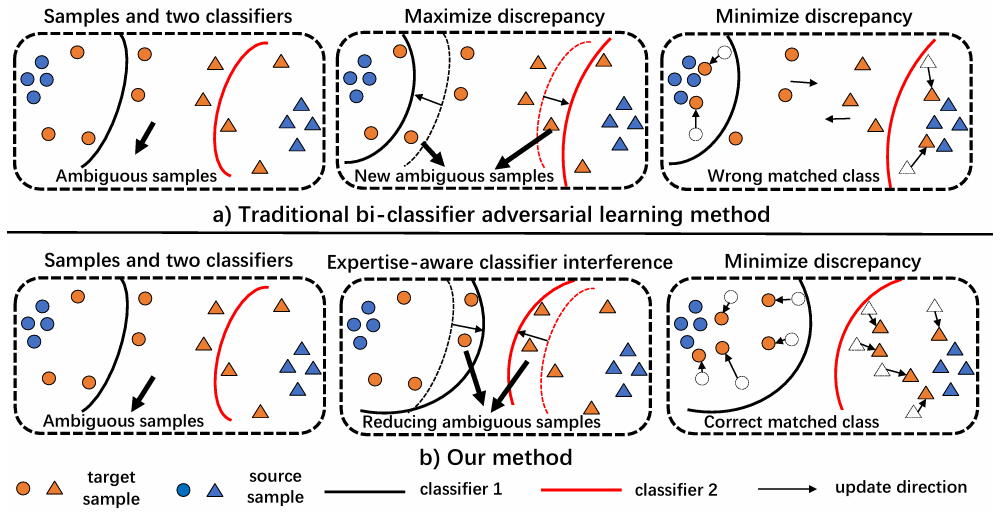 Samples and two classifiers
Maximize discrepancy
Minimize discrepancy
Ambiguous samples
New ambiguous samples
Wrong matched class
a) Traditional bi-classifier adversarial learning method
Samples and two classifiers
Expertise-aware classifier interference
Minimize discrepancy
Ambiguous samples
Reducing ambiguous samples
Correct matched class
b) Our method
target
sample
source
sample
classifier 1
classifier 2
update direction